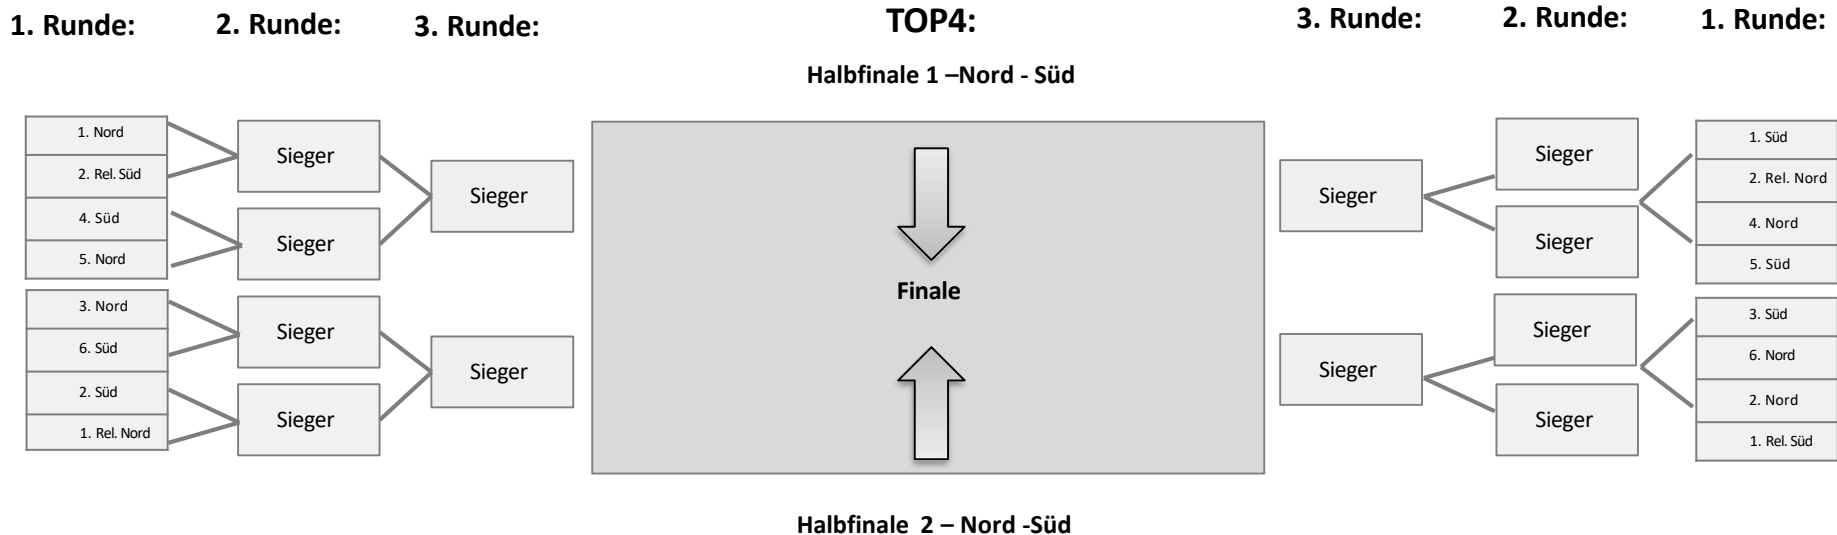 1. Runde: 2. Runde: 3. Runde: TOP4: 3. Runde: 2. Runde: 1. Runde:
Halbfinale 1 –Nord - Süd
1. Nord
2. Rel. Süd
4. Süd
5. Nord
3. Nord
6. Süd
2. Süd
1. Rel. Nord
Sieger
Sieger
Sieger
Sieger
Sieger
Sieger
Finale
Sieger
Sieger
Sieger
Sieger
Sieger
Sieger
1. Süd
2. Rel. Nord
4. Nord
5. Süd
3. Süd
6. Nord
2. Nord
1. Rel. Süd
Halbfinale 2 – Nord -Süd